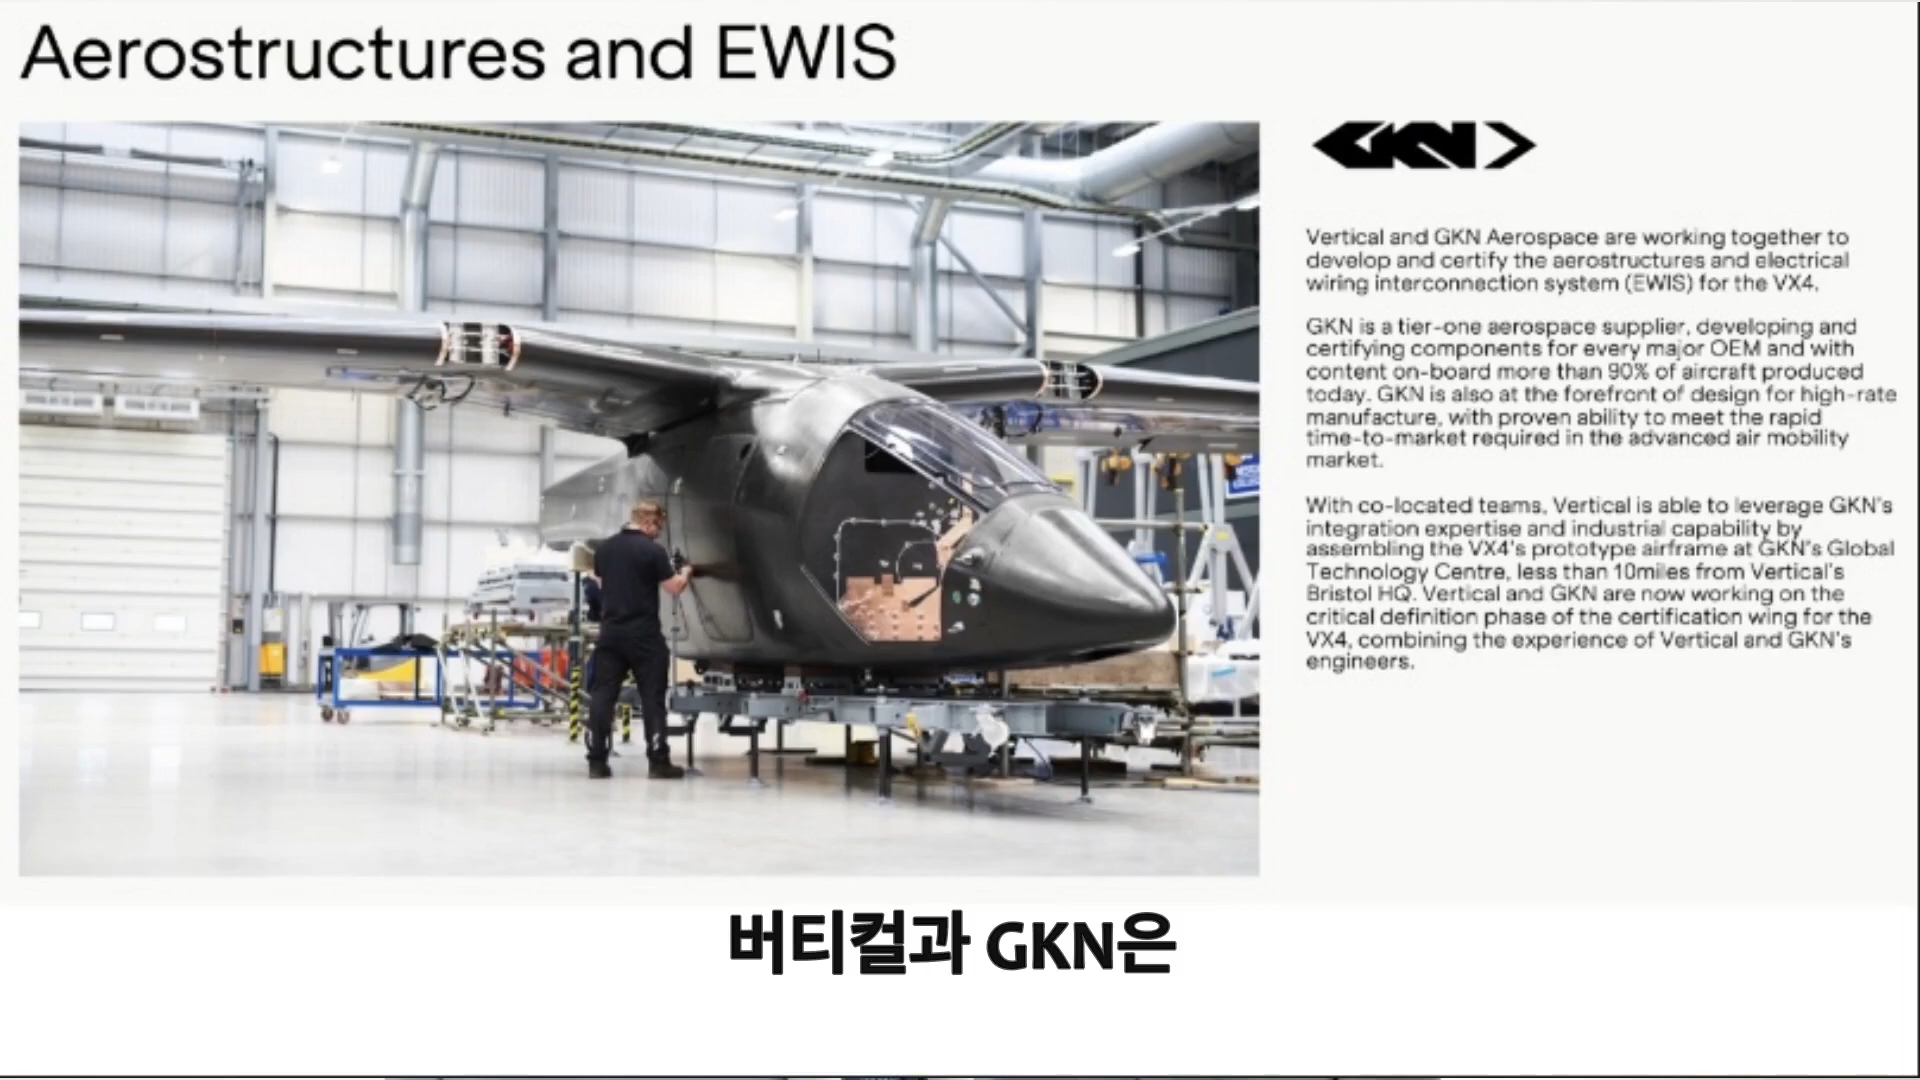 Aerostructures and EWIS
GKN
Vertical and GKN Aerospace are working together to
develop and certify the aerostructures and electrical
wiring interconnection system (EWIS) for the VX4.
GKN is a tier-one aerospace supplier, developing and
certifying components for every major OEM and with
content on-board more than 90% of aircraft produced
today. GKN is also at the forefront of design for high-rate
manufacture, with proven ability to meet the rapid
time-to-market required in the advanced air mobility
market.
With co-located teams, Vertical is able to leverage GKN's
integration expertise and industrial capability by
assembling the VX4's prototype airframe at GKN's Global
Technology Centre, less than 10miles from Vertical's
Bristol HQ. Vertical and GKN are now working on the
critical definition phase of the certification wing for the
VX4, combining the experience of Vertical and GKN's
engineers.
버티컬과 GKN은